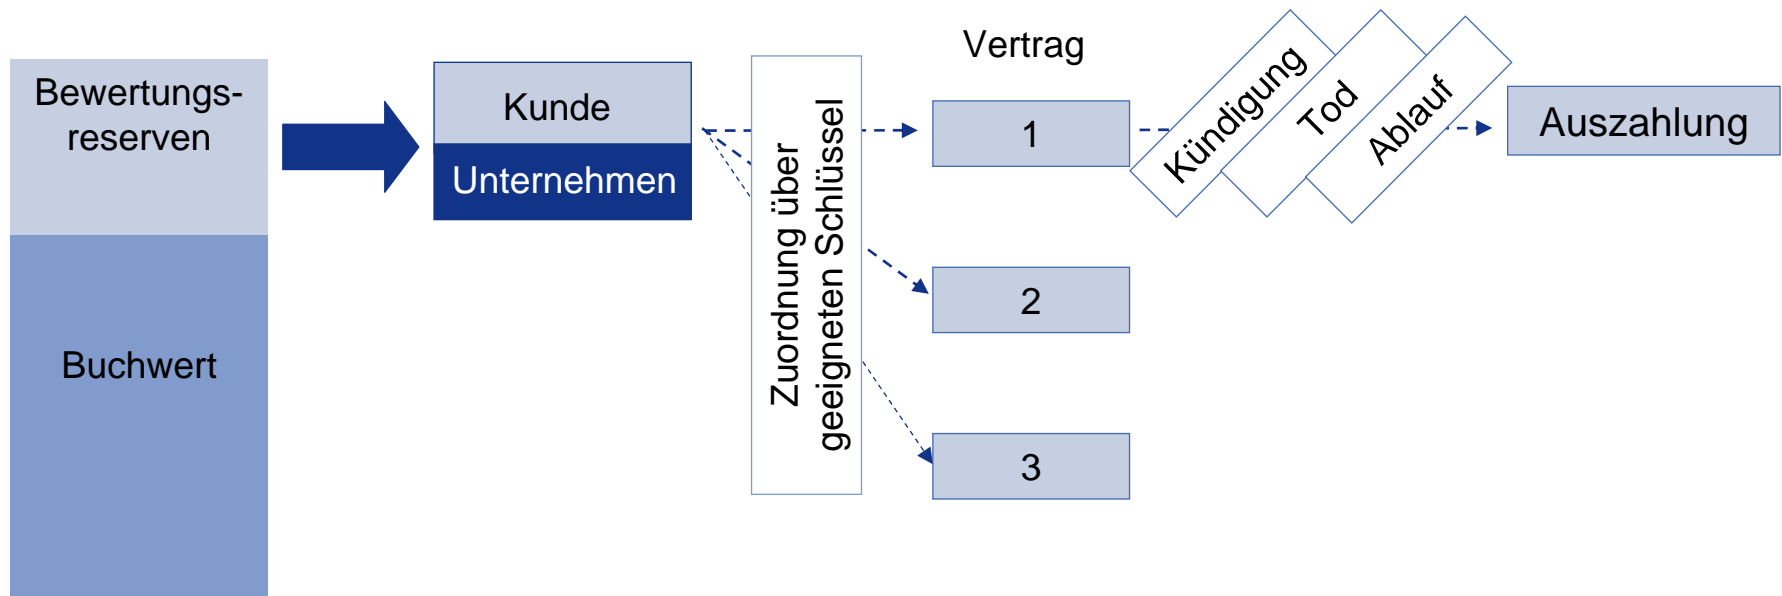 Bewertungs-
reserven
Buchwert
Kunde
Unternehmen
Zuordnung über
geeigneten Schlüssel
Vertrag
1
2
3
Kündigung
Tod
Ablauf
Auszahlung